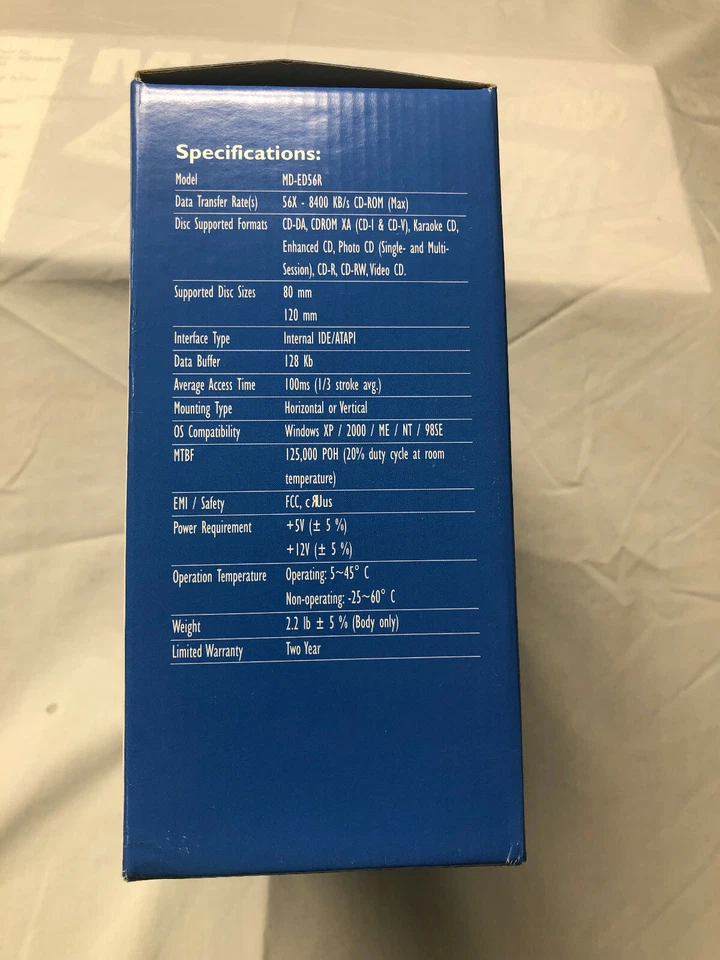 Specifications:
Model MD-ED56R
Data Transfer Rate(s) 56X - 8400 KB/s CD-ROM (Max)
Disc Supported Formats CD-DA, CDROM XA (CD-I & CD-V), Karaoke CD,
Enhanced CD, Photo CD (Single- and Multi-
Session), CD-R, CD-RW, Video CD.
Supported Disc Sizes 80 mm
120 mm
Interface Type Internal IDE/ATAPI
Data Buffer 128 Kb
Average Access Time 100ms (1/3 stroke avg.)
Mounting Type Horizontal or Vertical
OS Compatibility Windows XP / 2000 / ME / NT / 98SE
MTBF 125,000 POH (20% duty cycle at room
temperature)
EMI / Safety FCC, cRUus
Power Requirement +5V (± 5 %)
+12V (± 5 %)
Operation Temperature Operating: 5~45° C
Non-operating: -25~60° C
Weight 2.2 lb ± 5 % (Body only)
Limited Warranty Two Year